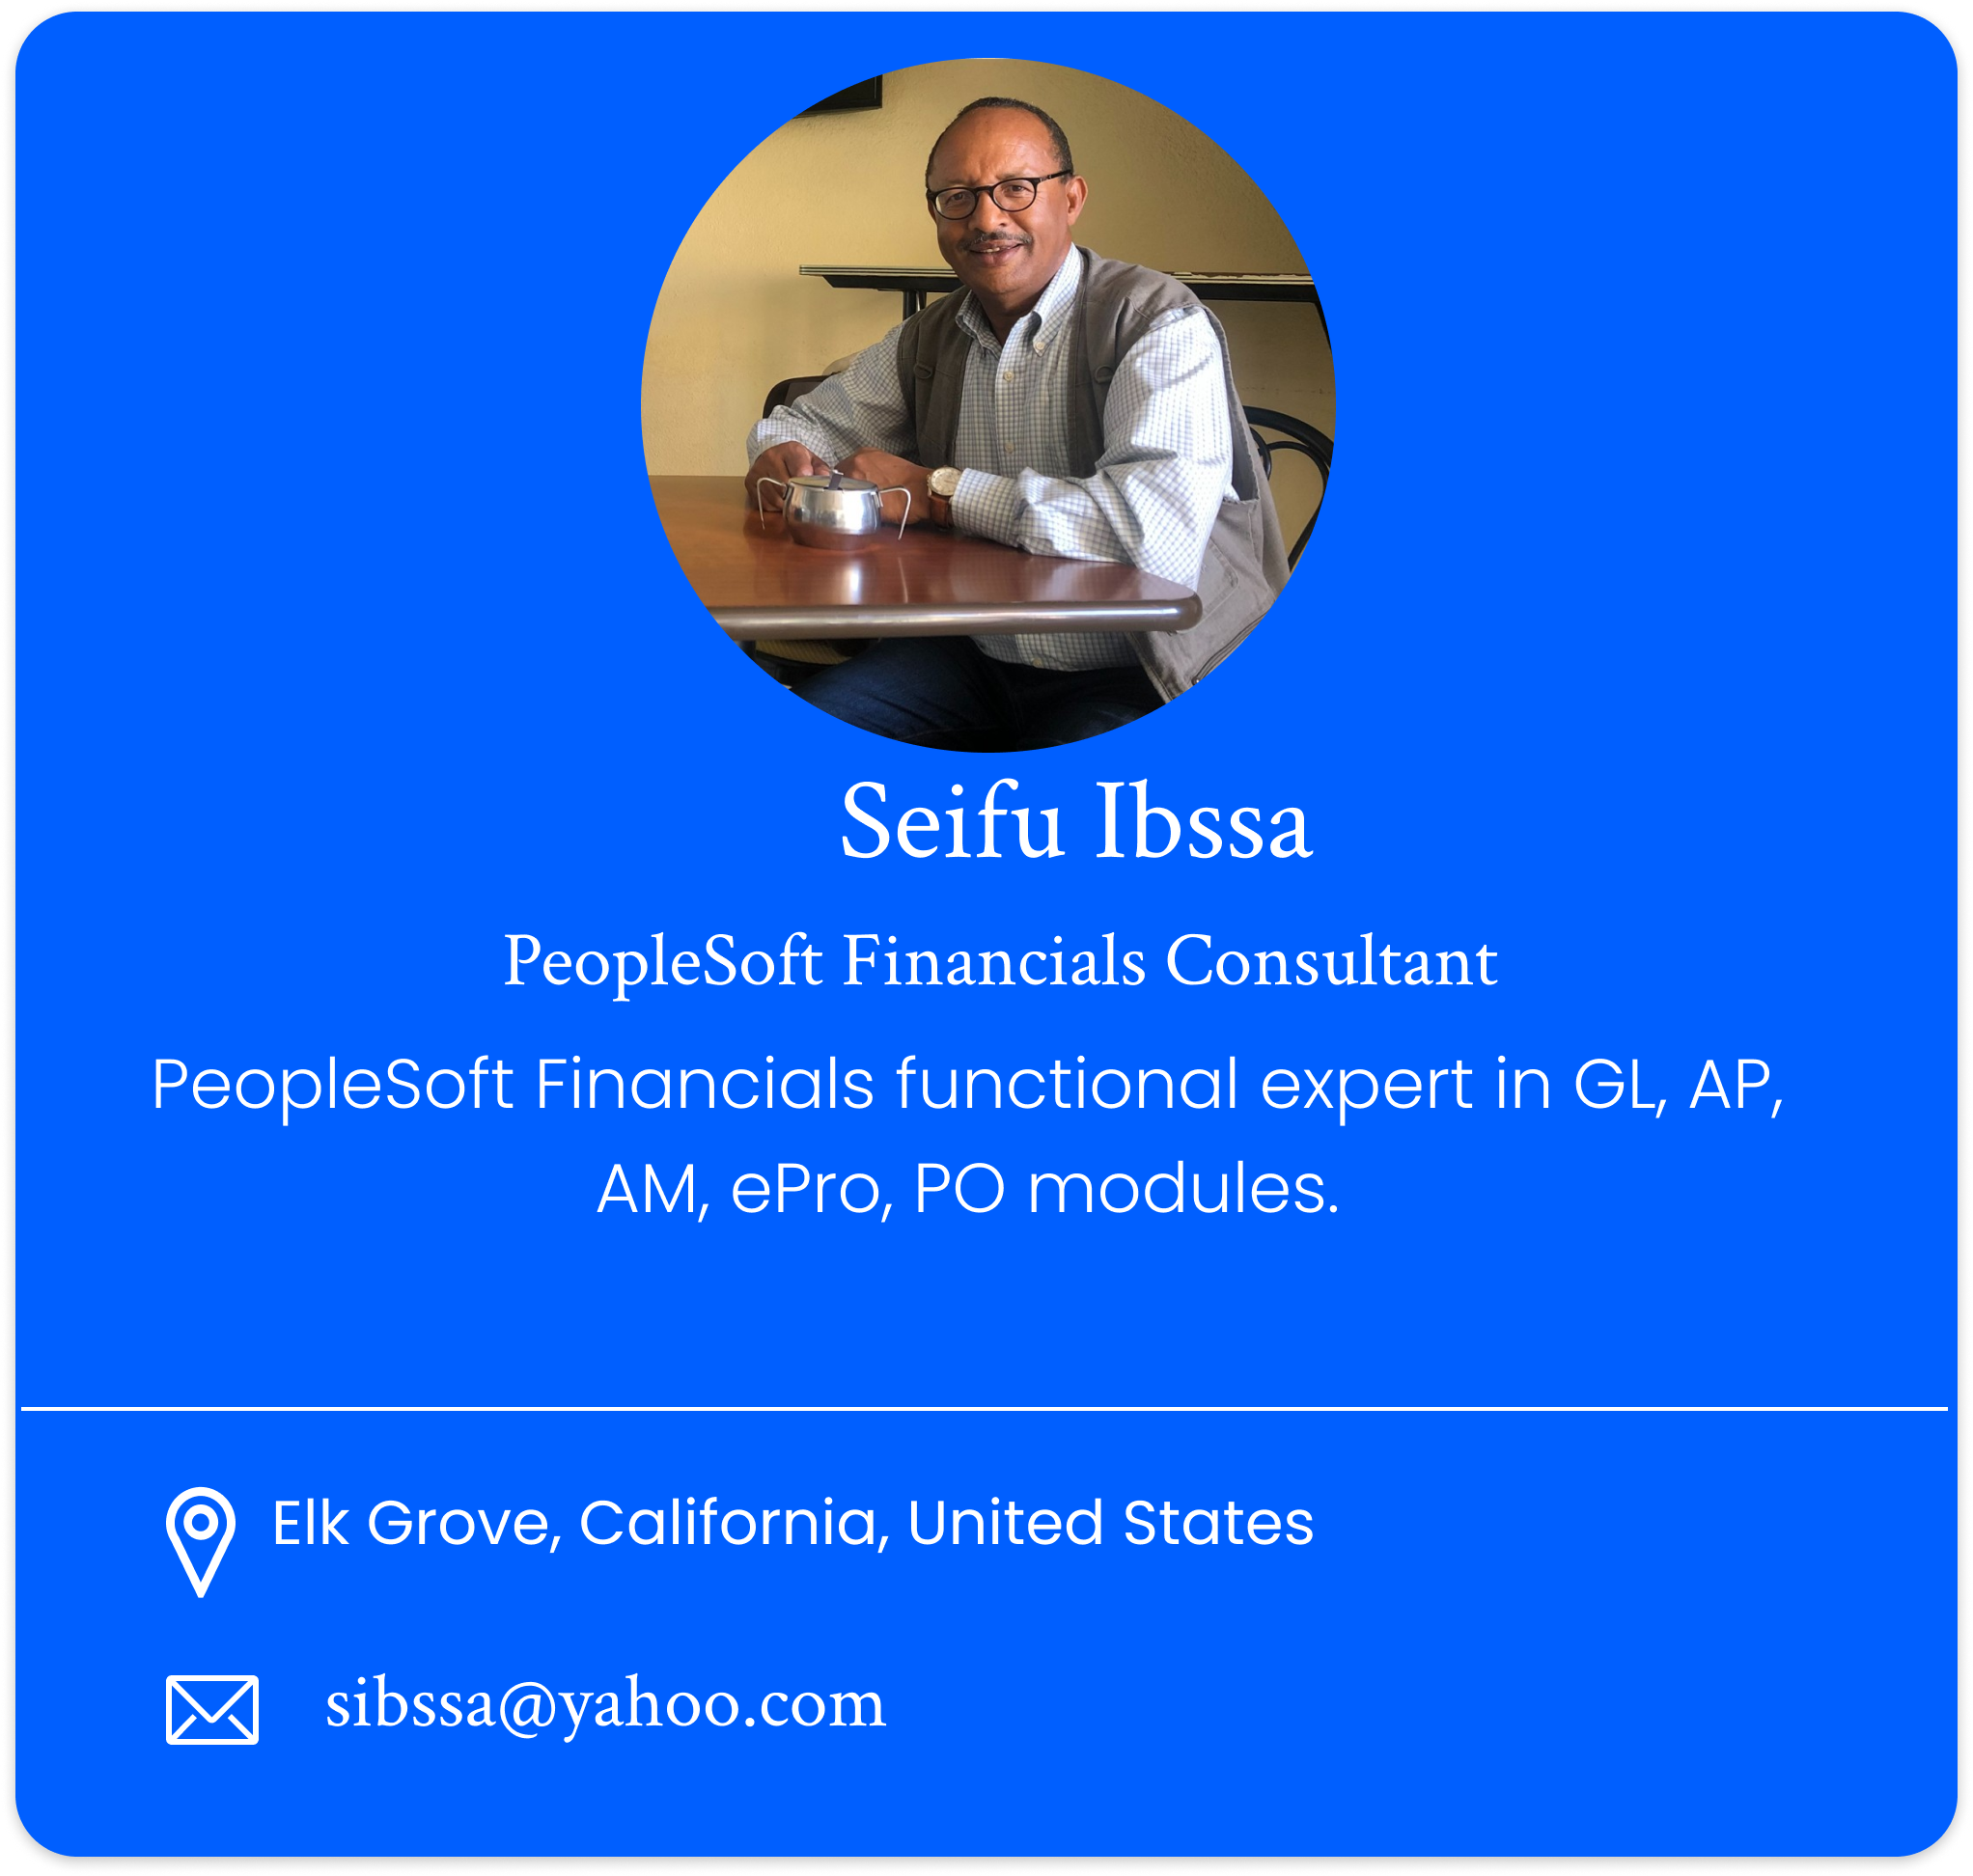 Seifu Ibssa
PeopleSoft Financials Consultant
PeopleSoft Financials functional expert in GL, AP,
AM, ePro, PO modules.
Elk Grove, California, United States
sibssa@yahoo.com